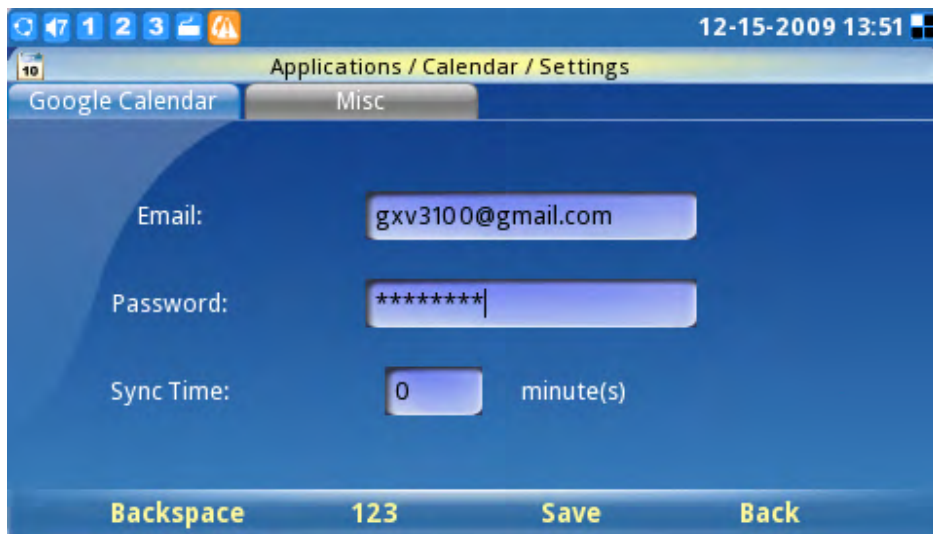 7 1 2 3 12-15-2009 13:51
10 Applications / Calendar / Settings
Google Calendar Misc
Email: gxv3100@gmail.com
Password: ********
Sync Time: 0 minute(s)
Backspace 123 Save Back